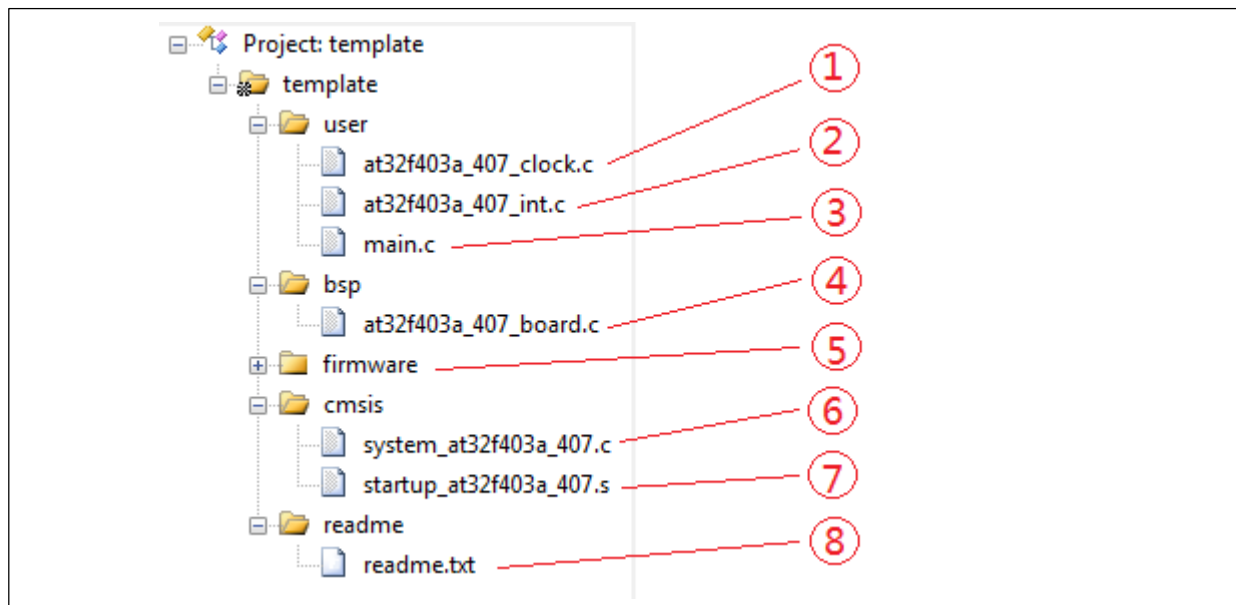 Project: template
template
①
user
at32f403a_407_clock.c
②
at32f403a_407_int.c
③
main.c
bsp
④
at32f403a_407_board.c
⑤
firmware
cmsis
⑥
system_at32f403a_407.c
⑦
startup_at32f403a_407.s
readme
⑧
readme.txt